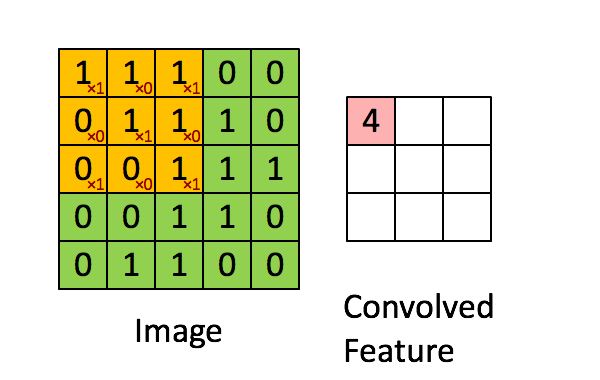 1×1 1×0 1×1 0 0
0×0 1×1 1×0 1 0
0×1 0×0 1×1 1 1
0 0 1 1 0
0 1 1 0 0
Image
4
Convolved
Feature